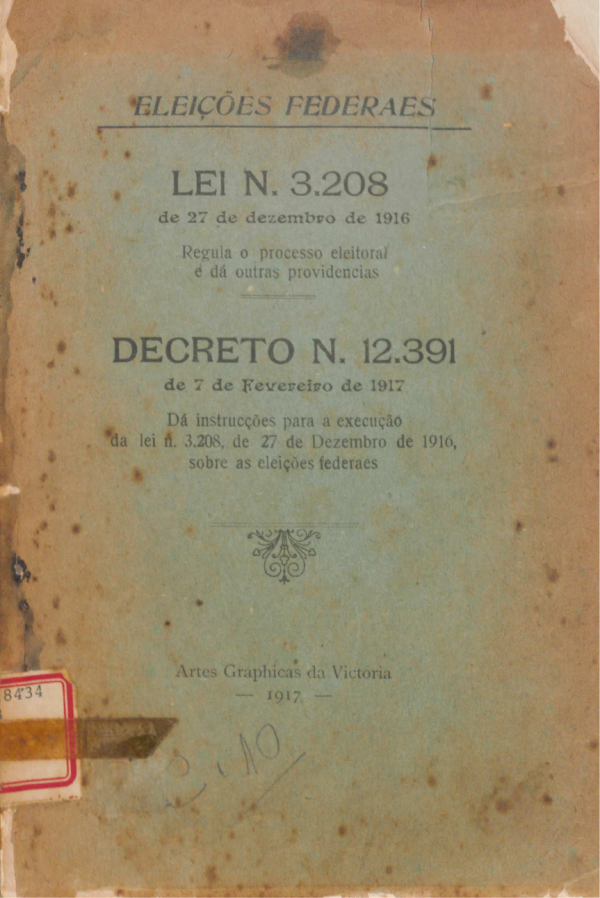 ELEIÇÕES FEDERAES
LEI N. 3.208
de 27 de dezembro de 1916
Regula o processo eleitoral
e dá outras providencias
DECRETO N. 12.391
de 7 de Fevereiro de 1917
Dá instrucções para a execução
da lei n. 3.208, de 27 de Dezembro de 1916,
sobre as eleições federaes
Artes Graphicas da Victoria
— 1917 —
8434